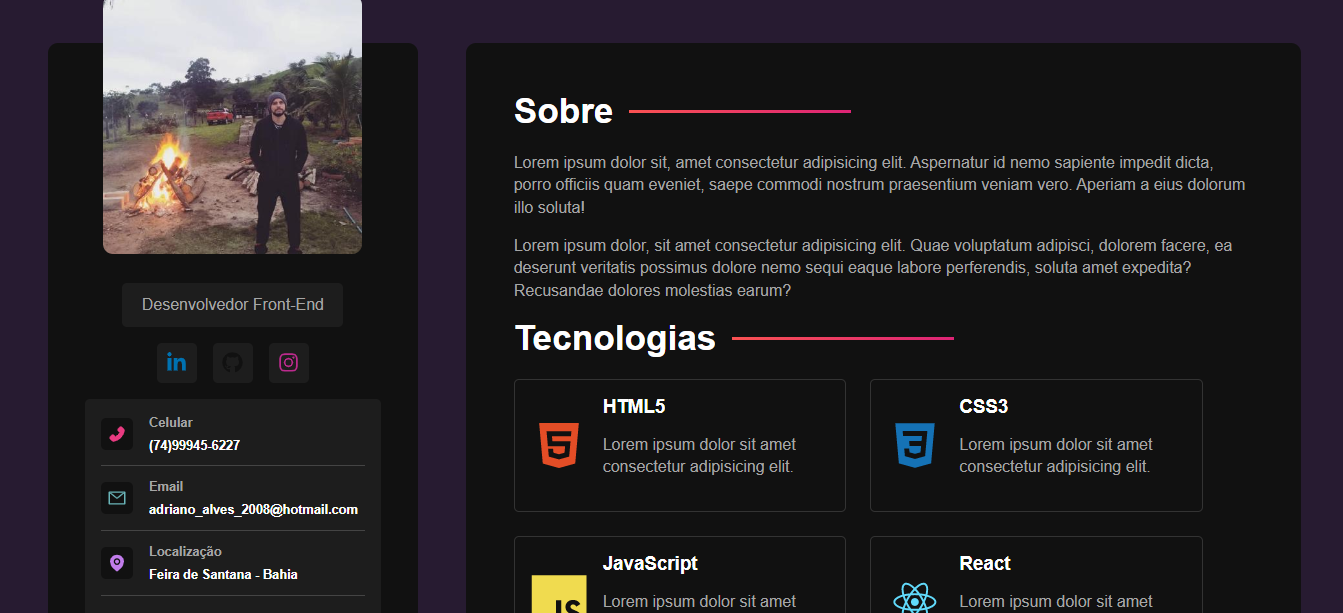 Desenvolvedor Front-End
in
Celular
(74)99945-6227
Email
adriano_alves_2008@hotmail.com
Localização
Feira de Santana - Bahia
Sobre
Lorem ipsum dolor sit, amet consectetur adipisicing elit. Aspernatur id nemo sapiente impedit dicta,
porro officiis quam eveniet, saepe commodi nostrum praesentium veniam vero. Aperiam a eius dolorum
illo soluta!
Lorem ipsum dolor, sit amet consectetur adipisicing elit. Quae voluptatum adipisci, dolorem facere, ea
deserunt veritatis possimus dolore nemo sequi eaque labore perferendis, soluta amet expedita?
Recusandae dolores molestias earum?
Tecnologias
HTML5
5
Lorem ipsum dolor sit amet
consectetur adipisicing elit.
CSS3
3
Lorem ipsum dolor sit amet
consectetur adipisicing elit.
JavaScript
JS
Lorem ipsum dolor sit amet
React
Lorem ipsum dolor sit amet